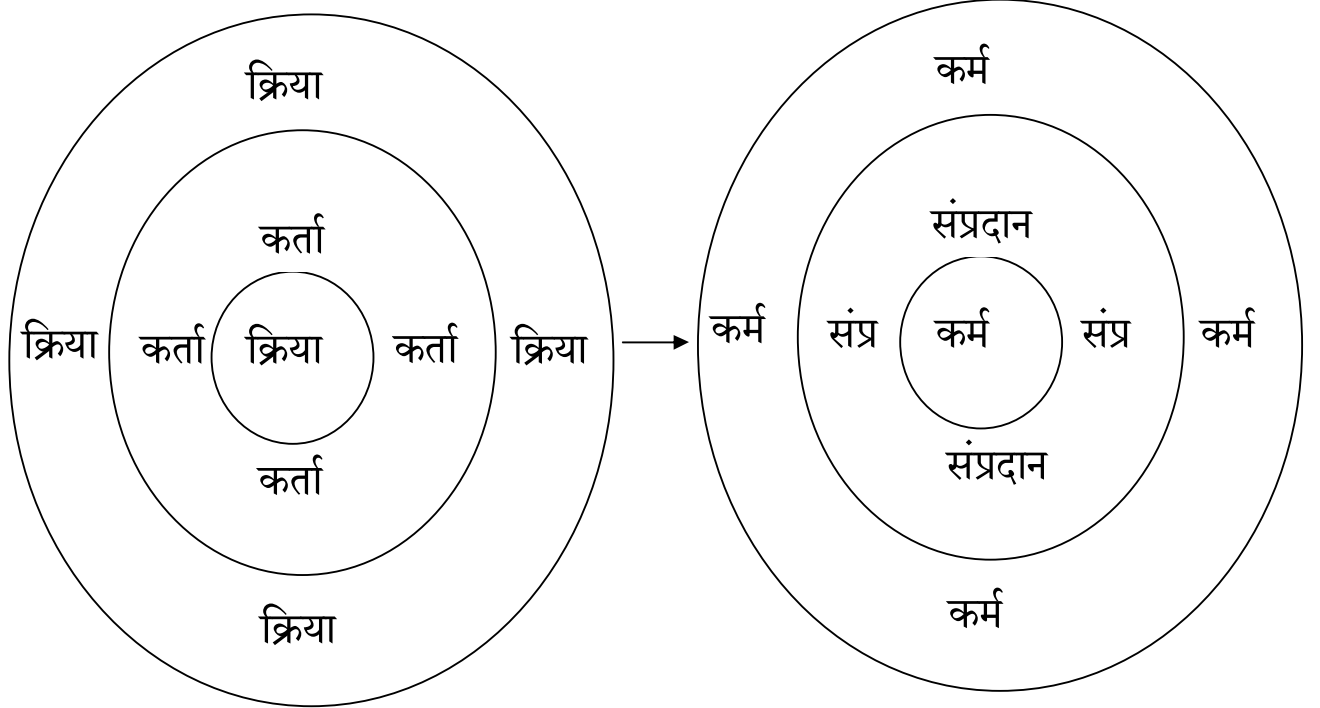 क्रिया
कर्ता
क्रिया कर्ता क्रिया कर्ता क्रिया
कर्ता
क्रिया
कर्म
संप्रदान
कर्म संप्र कर्म संप्र कर्म
संप्रदान
कर्म